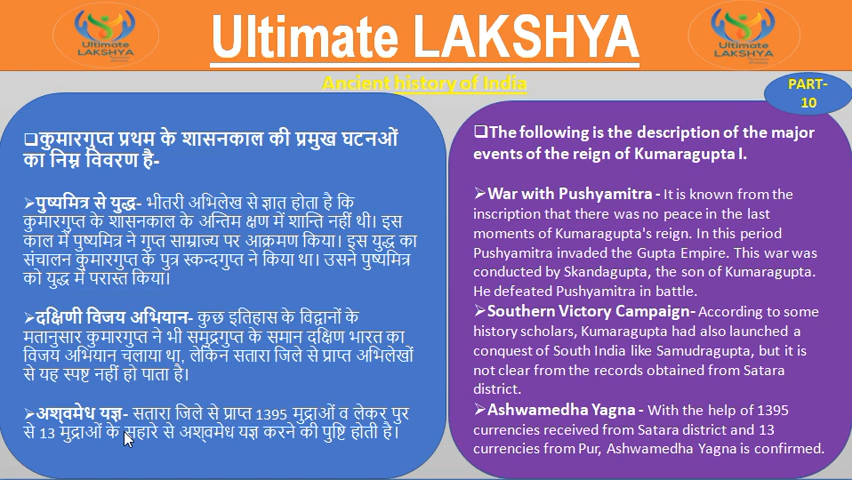 Ultimate LAKSHYA
Ultimate
LAKSHYA
Ultimate
LAKSHYA
Ancient history of India
PART-
10
❑कुमारगुप्त प्रथम के शासनकाल की प्रमुख घटनओं
का निम्न विवरण है-
➢पुष्यमित्र से युद्ध- भीतरी अभिलेख से ज्ञात होता है कि
कुमारगुप्त के शासनकाल के अन्तिम क्षण में शान्ति नहीं थी। इस
काल में पुष्यमित्र ने गुप्त साम्राज्य पर आक्रमण किया। इस युद्ध का
संचालन कुमारगुप्त के पुत्र स्कन्दगुप्त ने किया था। उसने पुष्यमित्र
को युद्ध में परास्त किया।
➢दक्षिणी विजय अभियान- कुछ इतिहास के विद्वानों के
मतानुसार कुमारगुप्त ने भी समुद्रगुप्त के समान दक्षिण भारत का
विजय अभियान चलाया था, लेकिन सतारा जिले से प्राप्त अभिलेखों
से यह स्पष्ट नहीं हो पाता है।
➢अश्वमेध यज्ञ- सतारा जिले से प्राप्त 1395 मुद्राओं व लेकर पुर
से 13 मुद्राओं के सहारे से अश्वमेध यज्ञ करने की पुष्टि होती है।
❑The following is the description of the major
events of the reign of Kumaragupta I.
➢War with Pushyamitra - It is known from the
inscription that there was no peace in the last
moments of Kumaragupta's reign. In this period
Pushyamitra invaded the Gupta Empire. This war was
conducted by Skandagupta, the son of Kumaragupta.
He defeated Pushyamitra in battle.
➢Southern Victory Campaign- According to some
history scholars, Kumaragupta had also launched a
conquest of South India like Samudragupta, but it is
not clear from the records obtained from Satara
district.
➢Ashwamedha Yagna - With the help of 1395
currencies received from Satara district and 13
currencies from Pur, Ashwamedha Yagna is confirmed.